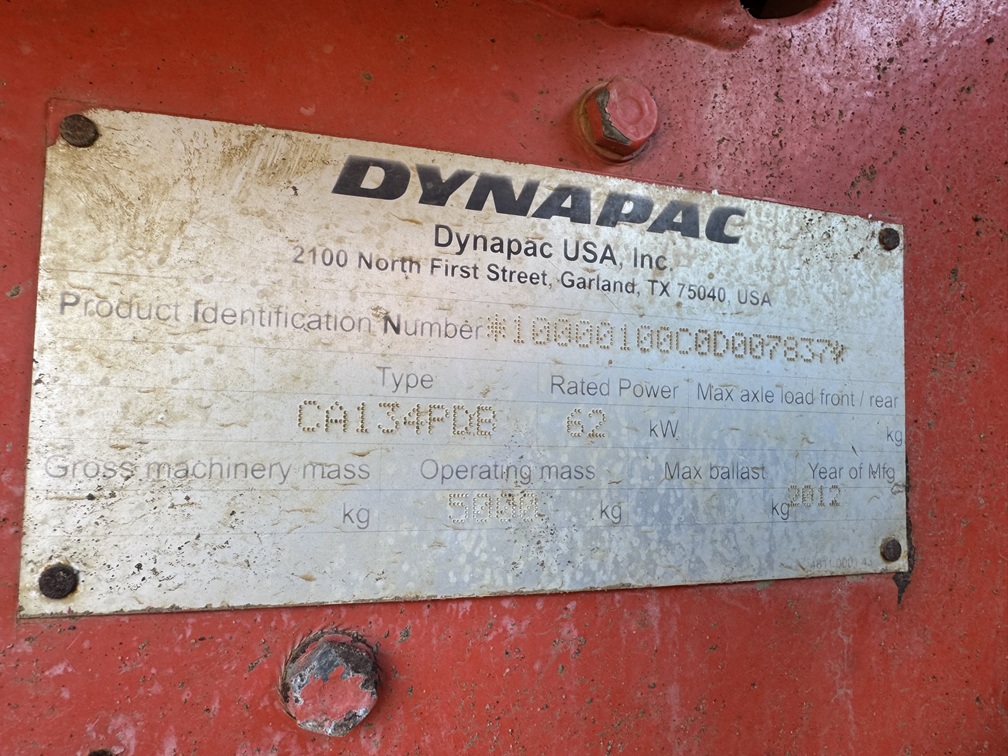 DYNAPAC
Dynapac USA, Inc.
2100 North First Street, Garland, TX 75040, USA
Product Identification Number *10000100C0D007837*
Type Rated Power Max axle load front / rear
CA134PDB 62 kW kg
Gross machinery mass Operating mass Max ballast Year of Mfg
kg 5000 kg kg 2012